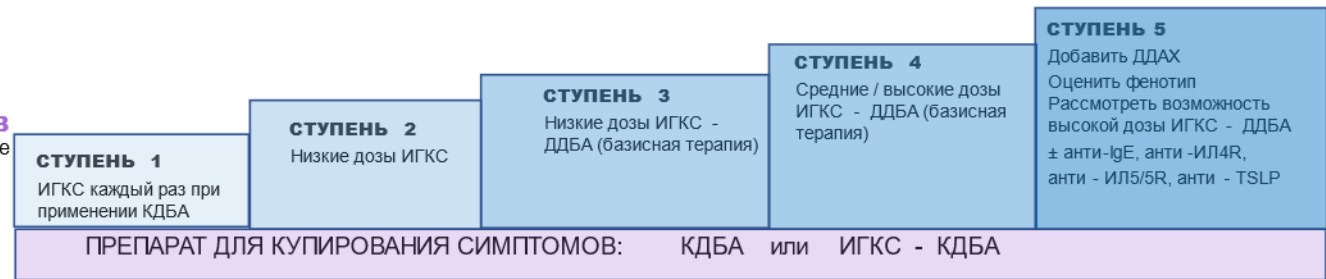 В
е
СТУПЕНЬ 1
ИГКС каждый раз при
применении КДБА
СТУПЕНЬ 2
Низкие дозы ИГКС
СТУПЕНЬ 3
Низкие дозы ИГКС -
ДДБА (базисная терапия)
СТУПЕНЬ 4
Средние / высокие дозы
ИГКС - ДДБА (базисная
терапия)
СТУПЕНЬ 5
Добавить ДДАХ
Оценить фенотип
Рассмотреть возможность
высокой дозы ИГКС - ДДБА
± анти-IgE, анти -ИЛ4R,
анти - ИЛ5/5R, анти - TSLP
ПРЕПАРАТ ДЛЯ КУПИРОВАНИЯ СИМПТОМОВ: КДБА или ИГКС - КДБА